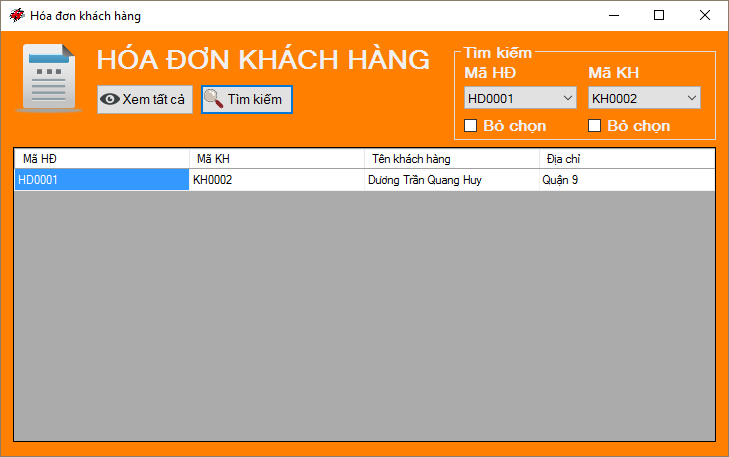 Hóa đơn khách hàng
HÓA ĐƠN KHÁCH HÀNG
Xem tất cả
Tìm kiếm
Tìm kiếm
Mã HĐ
Mã KH
HD0001
KH0002
Bỏ chọn
Bỏ chọn
Mã HĐ Mã KH Tên khách hàng Địa chỉ
HD0001 KH0002 Dương Trần Quang Huy Quận 9